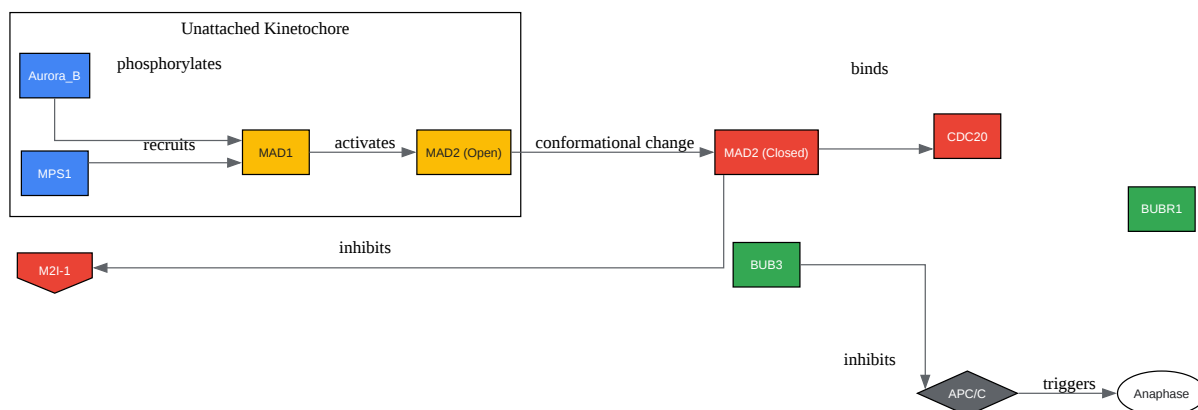 Unattached Kinetochore
Aurora_B
phosphorylates
binds
MPS1
recruits
MAD1
activates
MAD2 (Open)
conformational change
MAD2 (Closed)
CDC20
BUBR1
M2I-1
inhibits
BUB3
inhibits
APC/C
triggers
Anaphase